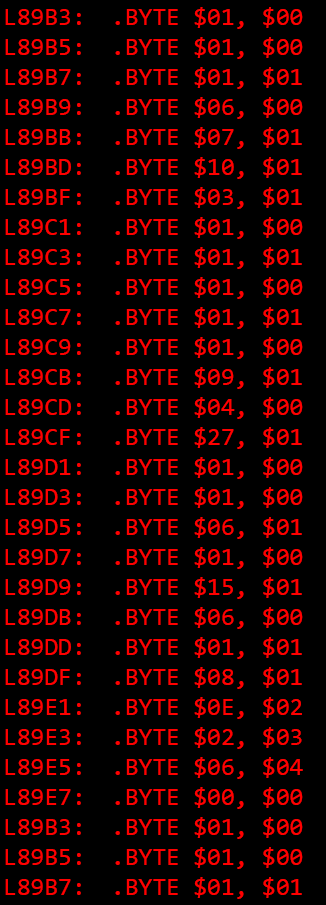 L89B3:  .BYTE $01, $00
L89B5:  .BYTE $01, $00
L89B7:  .BYTE $01, $01
L89B9:  .BYTE $06, $00
L89BB:  .BYTE $07, $01
L89BD:  .BYTE $10, $01
L89BF:  .BYTE $03, $01
L89C1:  .BYTE $01, $00
L89C3:  .BYTE $01, $01
L89C5:  .BYTE $01, $00
L89C7:  .BYTE $01, $01
L89C9:  .BYTE $01, $00
L89CB:  .BYTE $09, $01
L89CD:  .BYTE $04, $00
L89CF:  .BYTE $27, $01
L89D1:  .BYTE $01, $00
L89D3:  .BYTE $01, $00
L89D5:  .BYTE $06, $01
L89D7:  .BYTE $01, $00
L89D9:  .BYTE $15, $01
L89DB:  .BYTE $06, $00
L89DD:  .BYTE $01, $01
L89DF:  .BYTE $08, $01
L89E1:  .BYTE $0E, $02
L89E3:  .BYTE $02, $03
L89E5:  .BYTE $06, $04
L89E7:  .BYTE $00, $00
L89B3:  .BYTE $01, $00
L89B5:  .BYTE $01, $00
L89B7:  .BYTE $01, $01